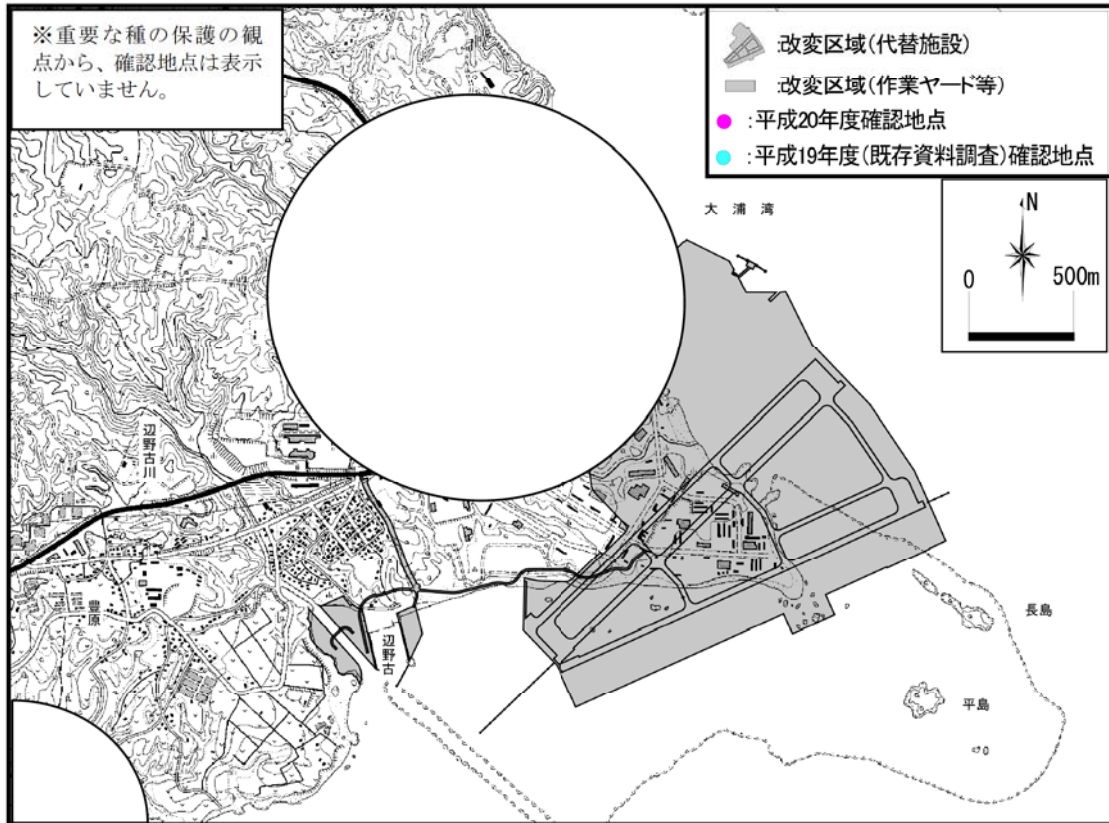 ※重要な種の保護の観
点から、確認地点は表示
していません。
:改変区域(代替施設)
:改変区域(作業ヤード等)
:平成20年度確認地点
:平成19年度(既存資料調査)確認地点
大浦湾
N
0 500m
辺野古川
豊原
辺野古
長島
平島